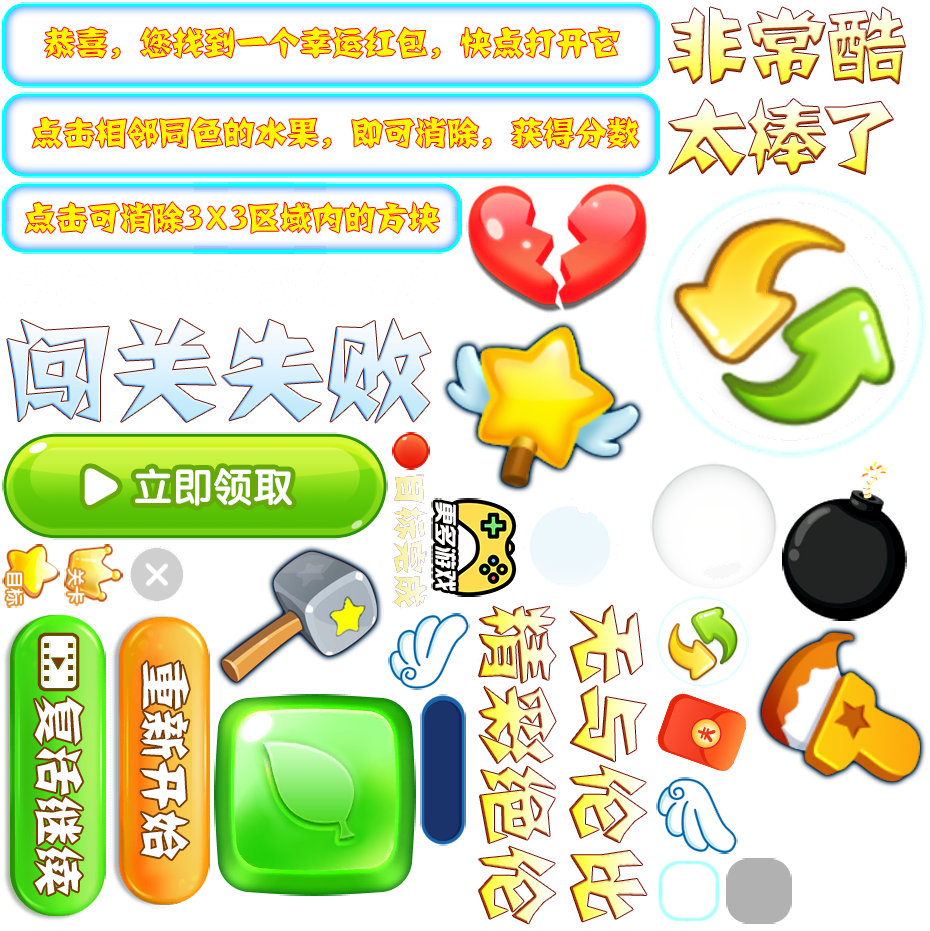 恭喜，您找到一个幸运红包，快点打开它
非常酷
点击相邻同色的水果，即可消除，获得分数
太棒了
点击可消除3X3区域内的方块
闯关失败
立即领取
目标完成
更多游戏
目标
关卡
复活继续
重新开始
精彩绝伦
无与伦比